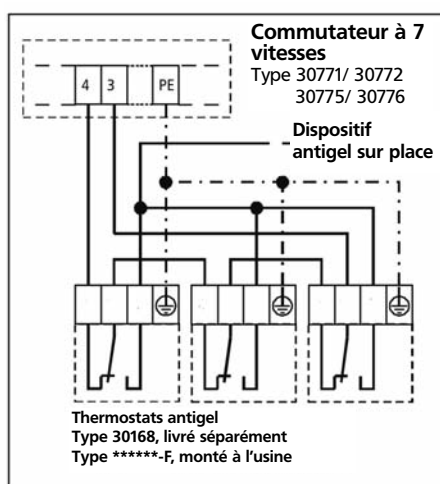 Commutateur à 7
vitesses
Type 30771/ 30772
30775/ 30776
4 3 PE
Dispositif
antigel sur place
Thermostats antigel
Type 30168, livré séparément
Type ******-F, monté à l'usine